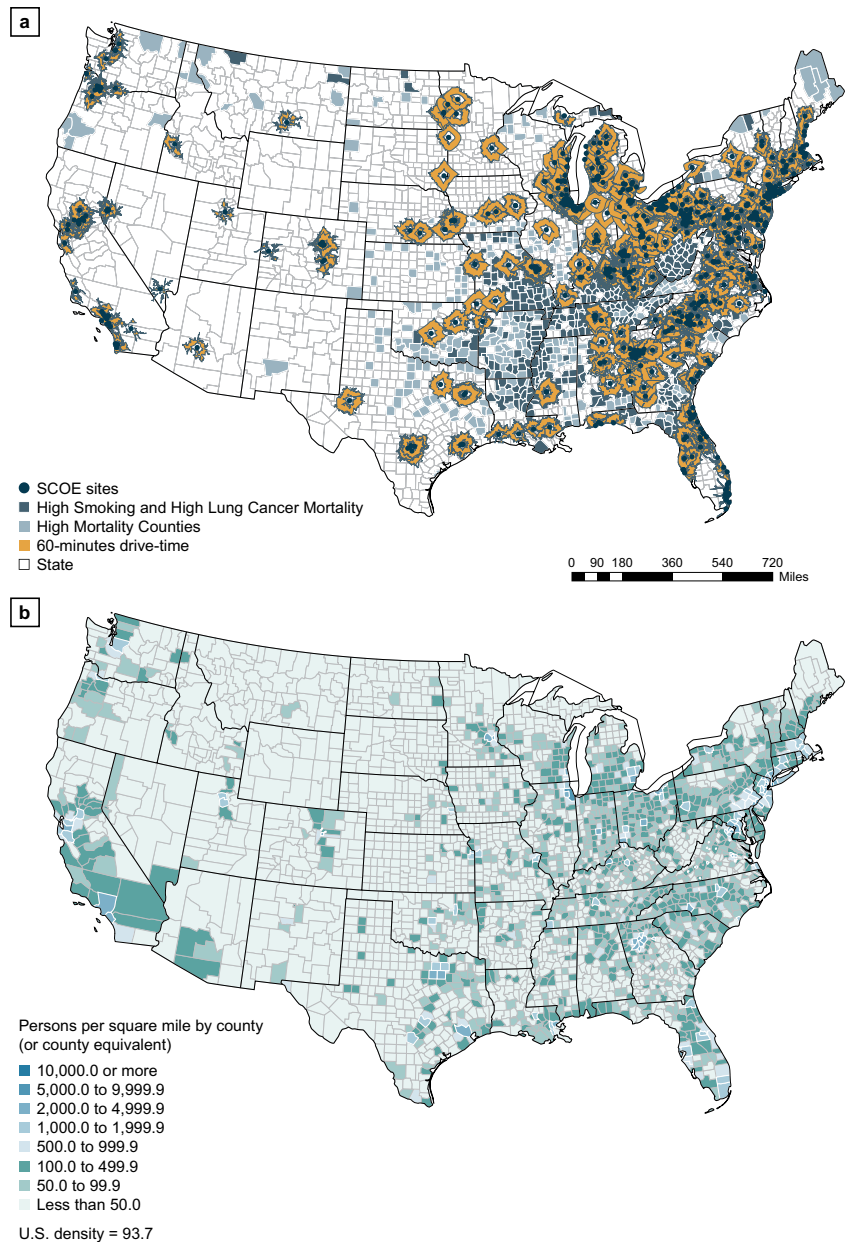 a
SCOE sites
High Smoking and High Lung Cancer Mortality
High Mortality Counties
60-minutes drive-time
State
0 90 180 360 540 720
Miles
b
Persons per square mile by county
(or county equivalent)
10,000.0 or more
5,000.0 to 9,999.9
2,000.0 to 4,999.9
1,000.0 to 1,999.9
500.0 to 999.9
100.0 to 499.9
50.0 to 99.9
Less than 50.0
U.S. density = 93.7